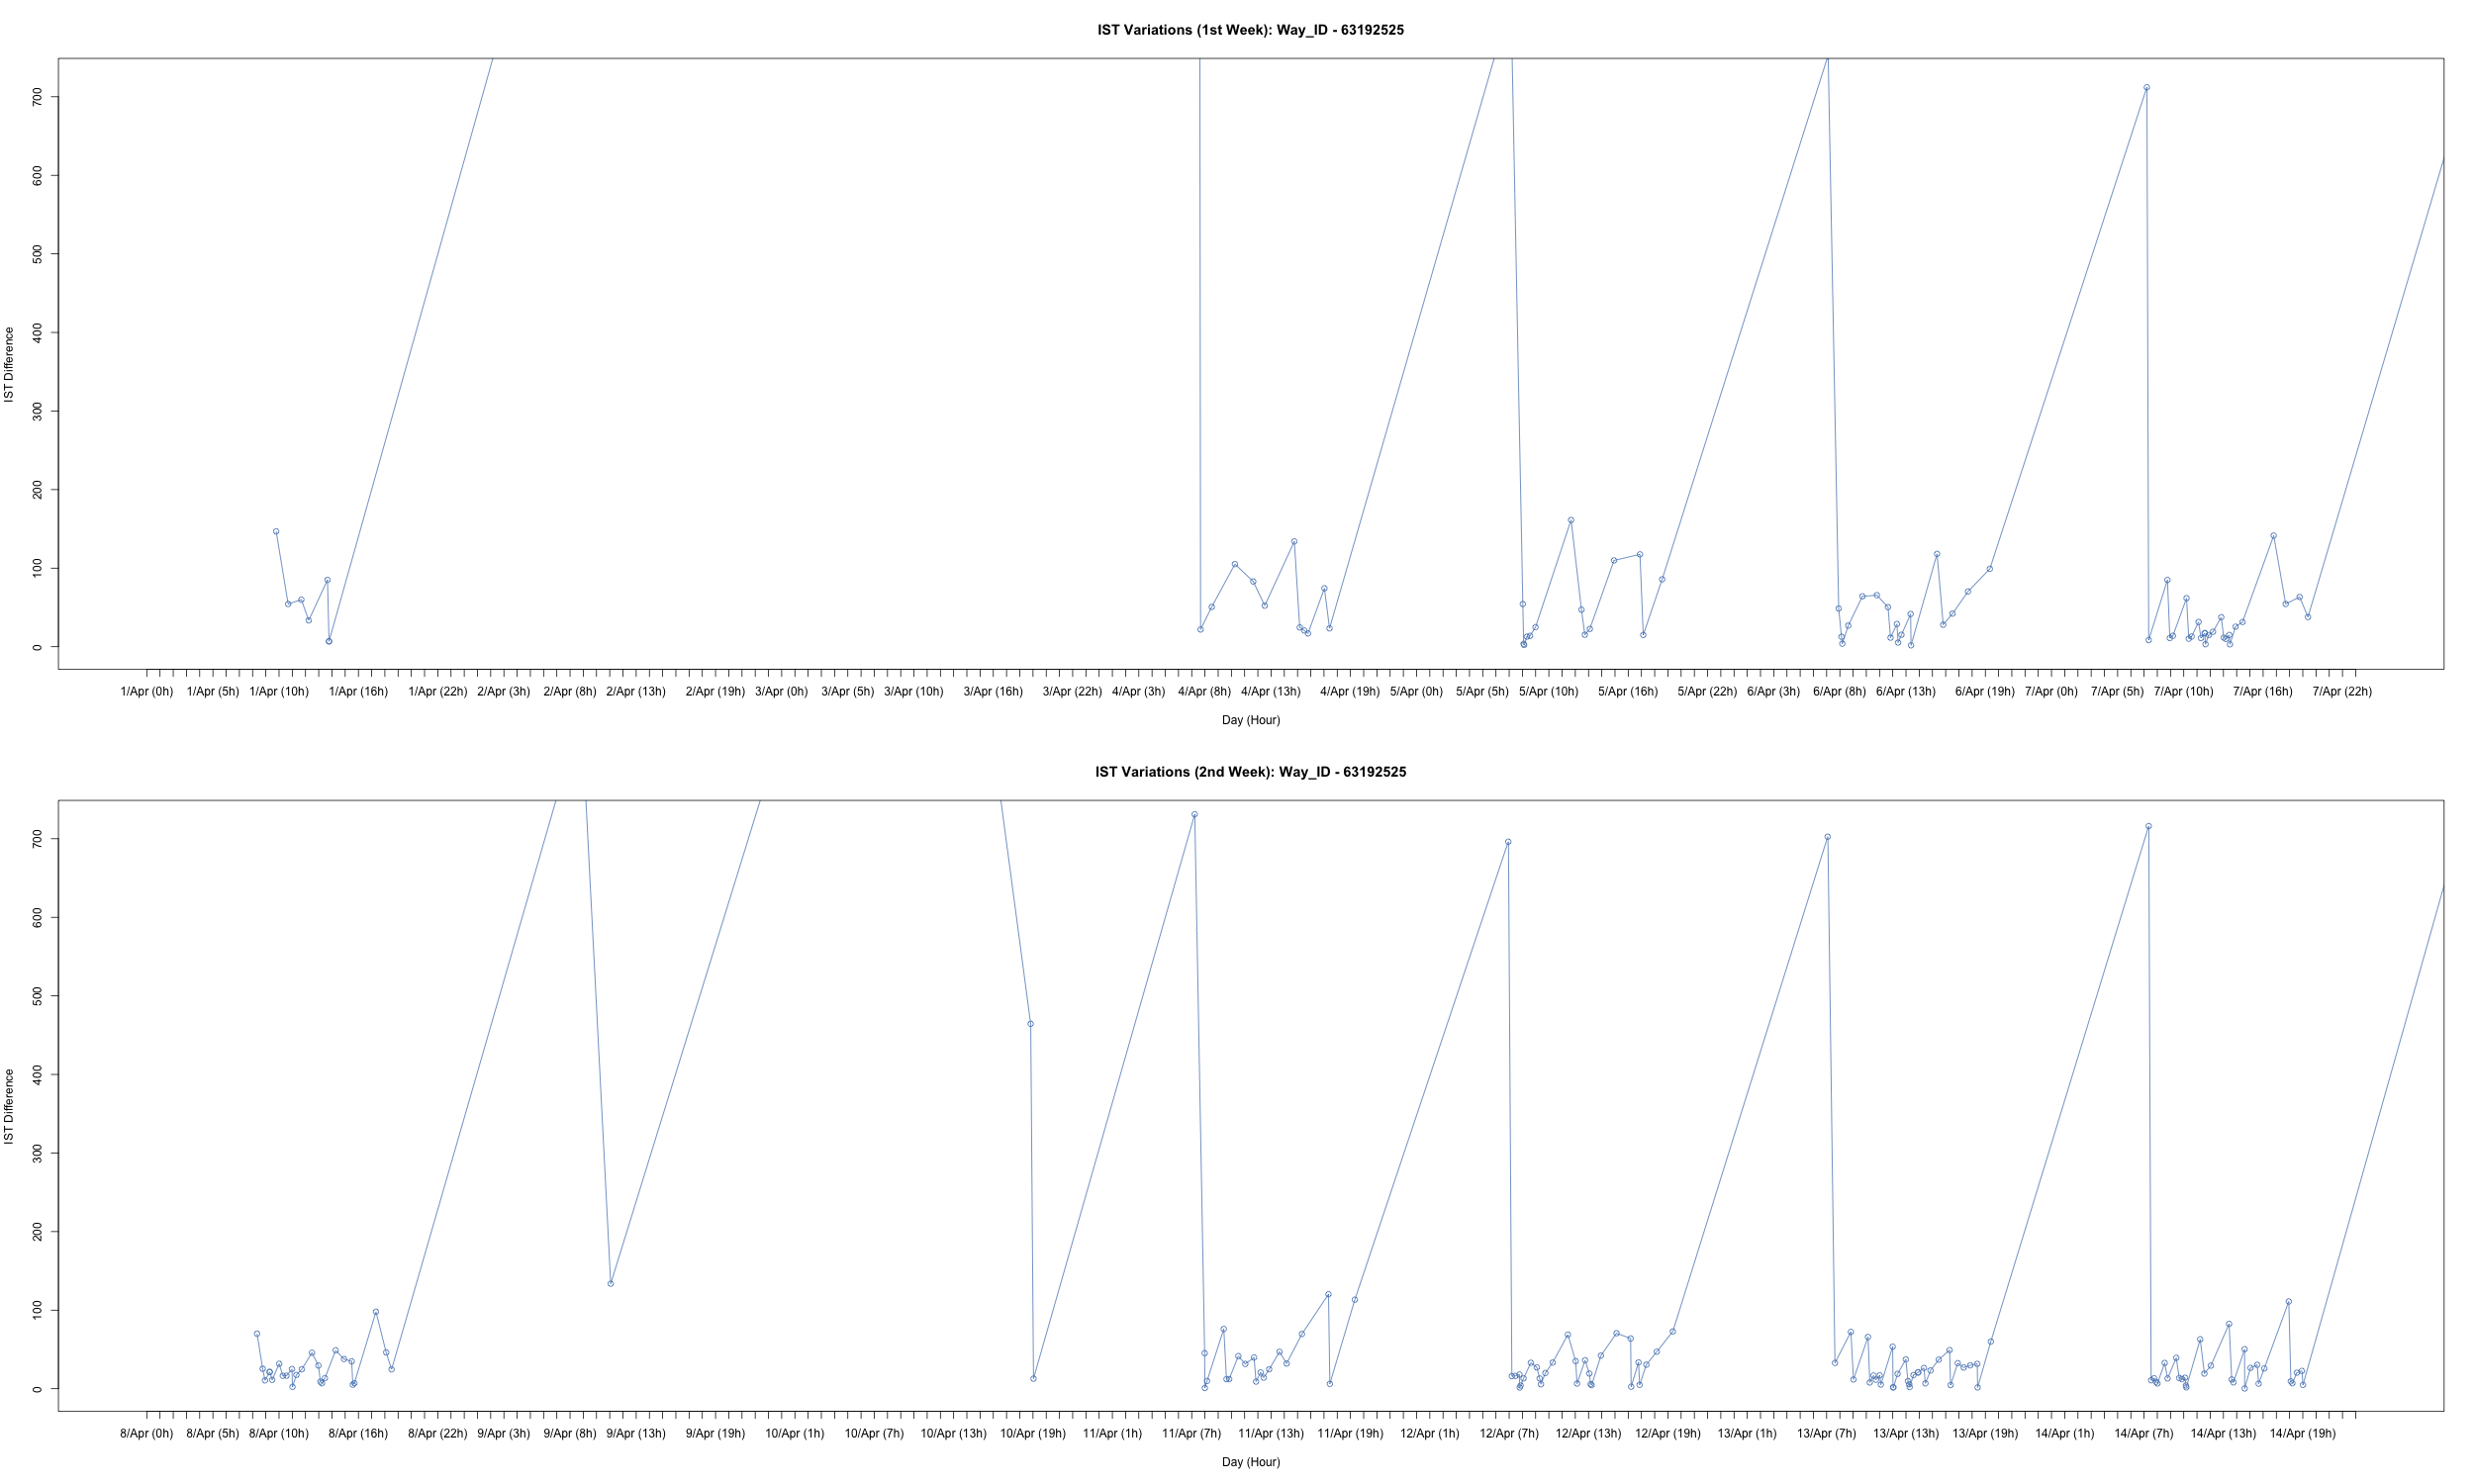 IST Variations (1st Week): Way_ID - 63192525
IST Difference
700
600
500
400
300
200
100
0
1/Apr (0h) 1/Apr (5h) 1/Apr (10h) 1/Apr (16h) 1/Apr (22h) 2/Apr (3h) 2/Apr (8h) 2/Apr (13h) 2/Apr (19h) 3/Apr (0h) 3/Apr (5h) 3/Apr (10h) 3/Apr (16h) 3/Apr (22h) 4/Apr (3h) 4/Apr (8h) 4/Apr (13h) 4/Apr (19h) 5/Apr (0h) 5/Apr (5h) 5/Apr (10h) 5/Apr (16h) 5/Apr (22h) 6/Apr (3h) 6/Apr (8h) 6/Apr (13h) 6/Apr (19h) 7/Apr (0h) 7/Apr (5h) 7/Apr (10h) 7/Apr (16h) 7/Apr (22h)
Day (Hour)
IST Variations (2nd Week): Way_ID - 63192525
IST Difference
700
600
500
400
300
200
100
0
8/Apr (0h) 8/Apr (5h) 8/Apr (10h) 8/Apr (16h) 8/Apr (22h) 9/Apr (3h) 9/Apr (8h) 9/Apr (13h) 9/Apr (19h) 10/Apr (1h) 10/Apr (7h) 10/Apr (13h) 10/Apr (19h) 11/Apr (1h) 11/Apr (7h) 11/Apr (13h) 11/Apr (19h) 12/Apr (1h) 12/Apr (7h) 12/Apr (13h) 12/Apr (19h) 13/Apr (1h) 13/Apr (7h) 13/Apr (13h) 13/Apr (19h) 14/Apr (1h) 14/Apr (7h) 14/Apr (13h) 14/Apr (19h)
Day (Hour)